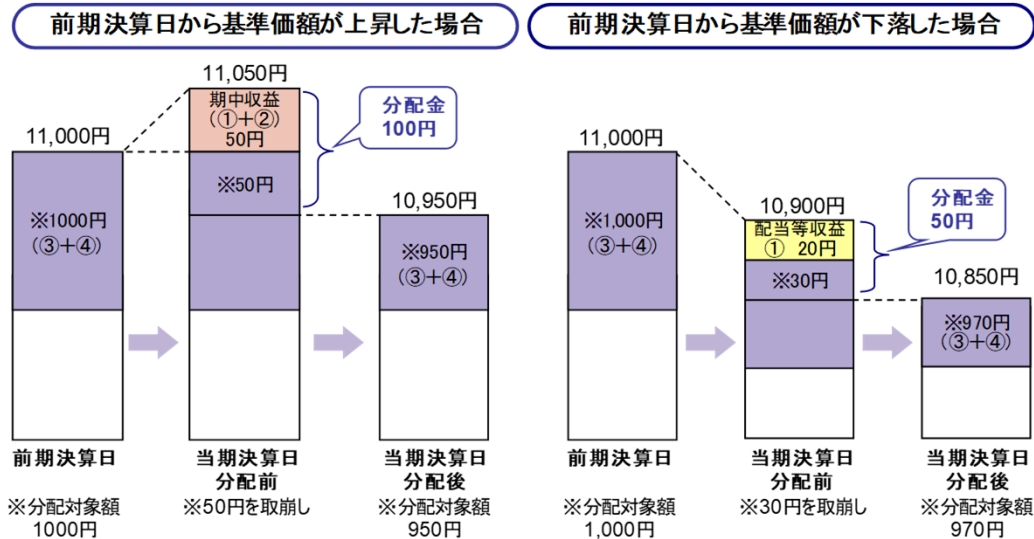 前期決算日から基準価額が上昇した場合
11,050円
期中収益
(①+②)
50円
分配金
100円
11,000円
※50円
10,950円
※1000円
(③+④)
※950円
(③+④)
前期決算日
当期決算日
分配前
当期決算日
分配後
※分配対象額
1000円
※50円を取崩し
※分配対象額
950円
前期決算日から基準価額が下落した場合
11,000円
分配金
50円
10,900円
※1,000円
(③+④)
配当等収益
① 20円
※30円
10,850円
※970円
(③+④)
前期決算日
当期決算日
分配前
当期決算日
分配後
※分配対象額
1,000円
※30円を取崩し
※分配対象額
970円